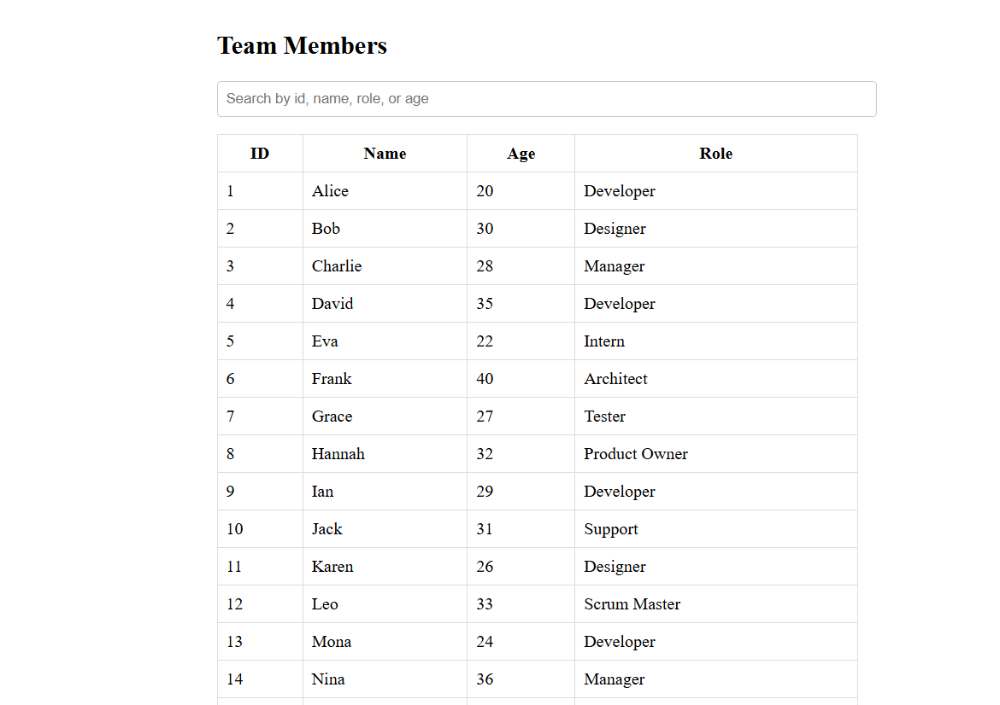 Team Members
Search by id, name, role, or age
ID Name Age Role
1 Alice 20 Developer
2 Bob 30 Designer
3 Charlie 28 Manager
4 David 35 Developer
5 Eva 22 Intern
6 Frank 40 Architect
7 Grace 27 Tester
8 Hannah 32 Product Owner
9 Ian 29 Developer
10 Jack 31 Support
11 Karen 26 Designer
12 Leo 33 Scrum Master
13 Mona 24 Developer
14 Nina 36 Manager